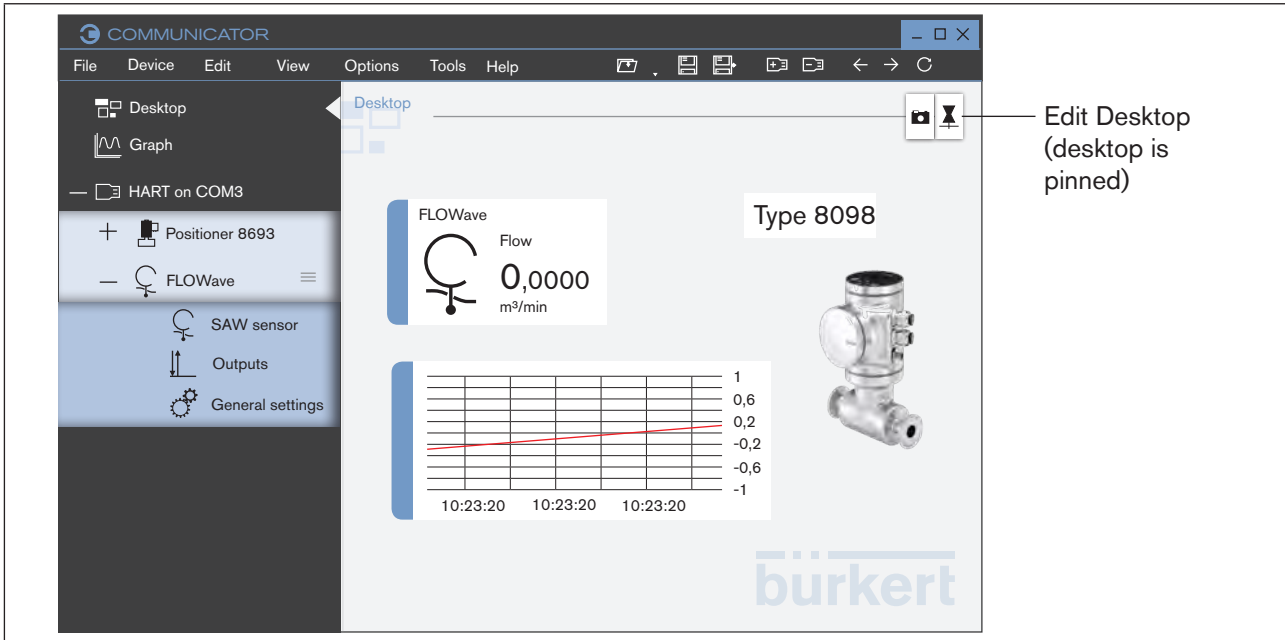 COMMUNICATOR
File Device Edit View Options Tools Help
Desktop
Graph
HART on COM3
Positioner 8693
FLOWave
SAW sensor
Outputs
General settings
Desktop
Edit Desktop
(desktop is
pinned)
FLOWave
Flow
0,0000
m³/min
Type 8098
1
0,6
0,2
-0,2
-0,6
-1
10:23:20 10:23:20 10:23:20
bürkert